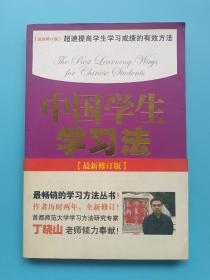 【最新修订版】超速提高学生学习成绩的有效方法
The Best Learning Ways
for Chinese Students
中国学生
学习法
【最新修订版】
最畅销的学习方法丛书!
作者历时两年,全新修订!
首都师范大学学习方法研究专家
丁晓山 老师倾力奉献!